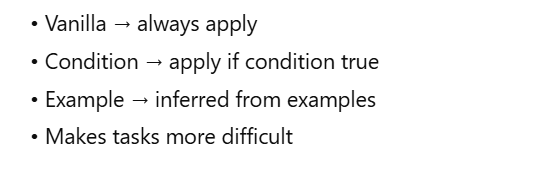 • Vanilla → always apply
• Condition → apply if condition true
• Example → inferred from examples
• Makes tasks more difficult